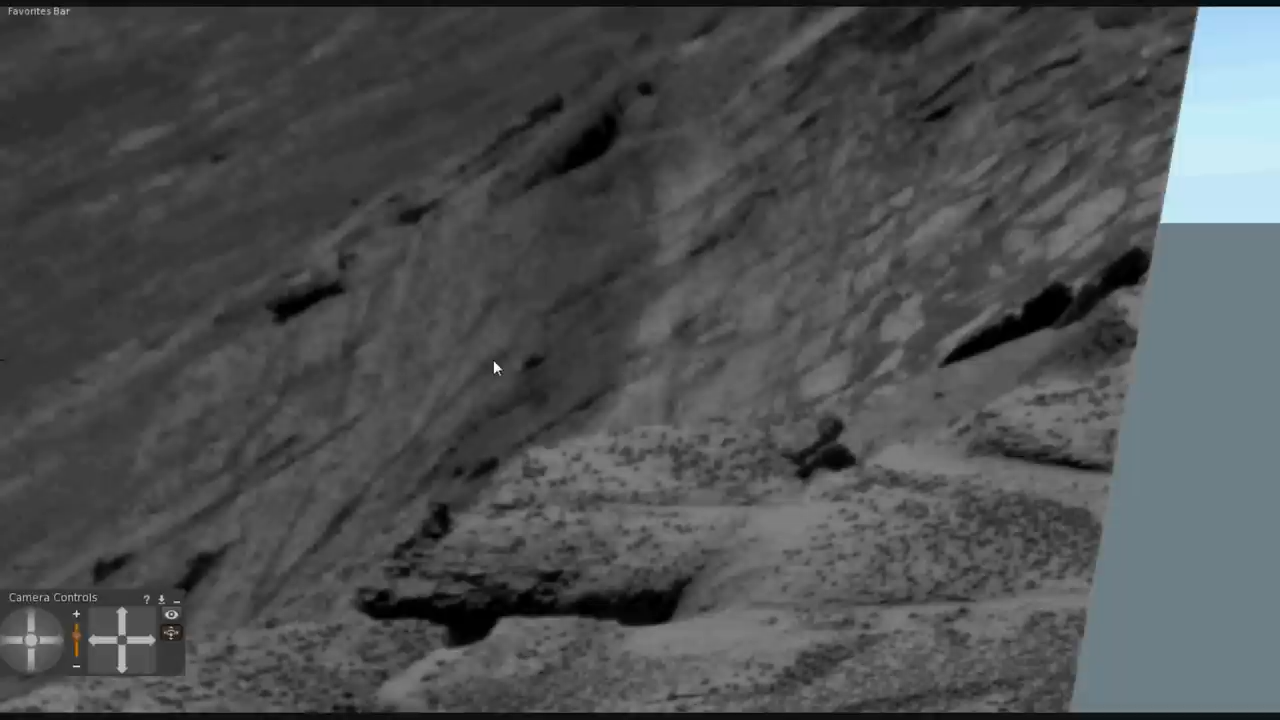 Favorites Bar
Camera Controls ? _
+
-